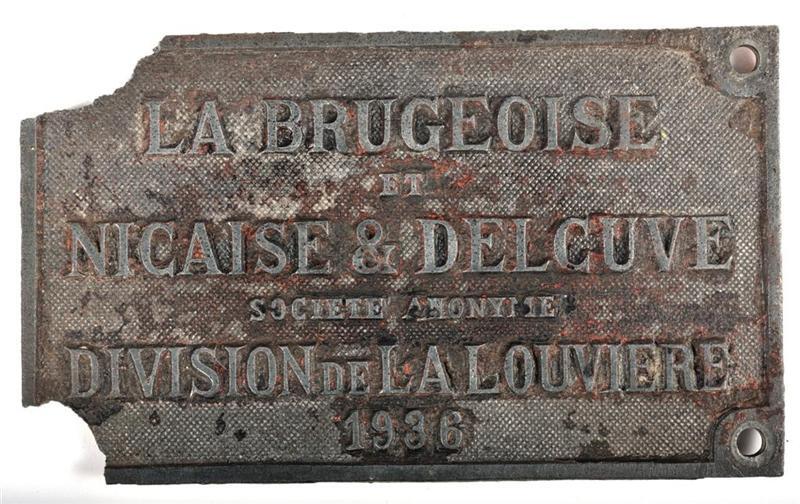 LA BRUGEOISE
ET
NICAISE & DELCUVE
SOCIETE ANONYME
DIVISION DE LA LOUVIERE
1936